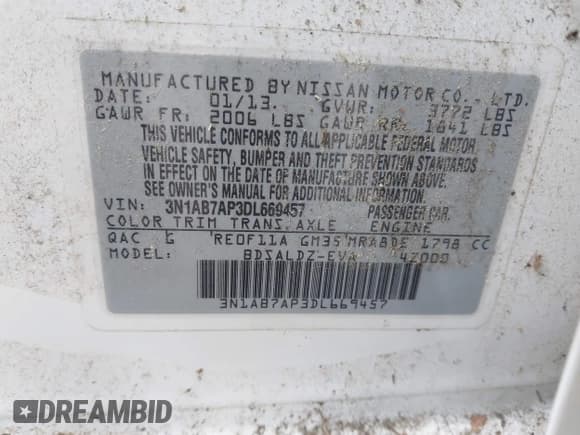 MANUFACTURED BY NISSAN MOTOR CO., LTD.
DATE: 01/13. GVWR: 3772 LBS
GAWR FR: 2006 LBS GAWR RR: 1641 LBS
THIS VEHICLE CONFORMS TO ALL APPLICABLE FEDERAL MOTOR
VEHICLE SAFETY, BUMPER AND THEFT PREVENTION STANDARDS
IN EFFECT ON THE DATE OF MANUFACTURE SHOWN ABOVE.
SEE OWNER'S MANUAL FOR ADDITIONAL INFORMATION.
VIN: 3N1AB7AP3DL669457 PASSENGER CAR.
COLOR TRIM TRANS. AXLE ENGINE
QAC G RE0F11A GM35 MRA8DE 1798 CC
MODEL: BDSALDZ-EVA 4Z000
3N1AB7AP3DL669457
DREAMBID